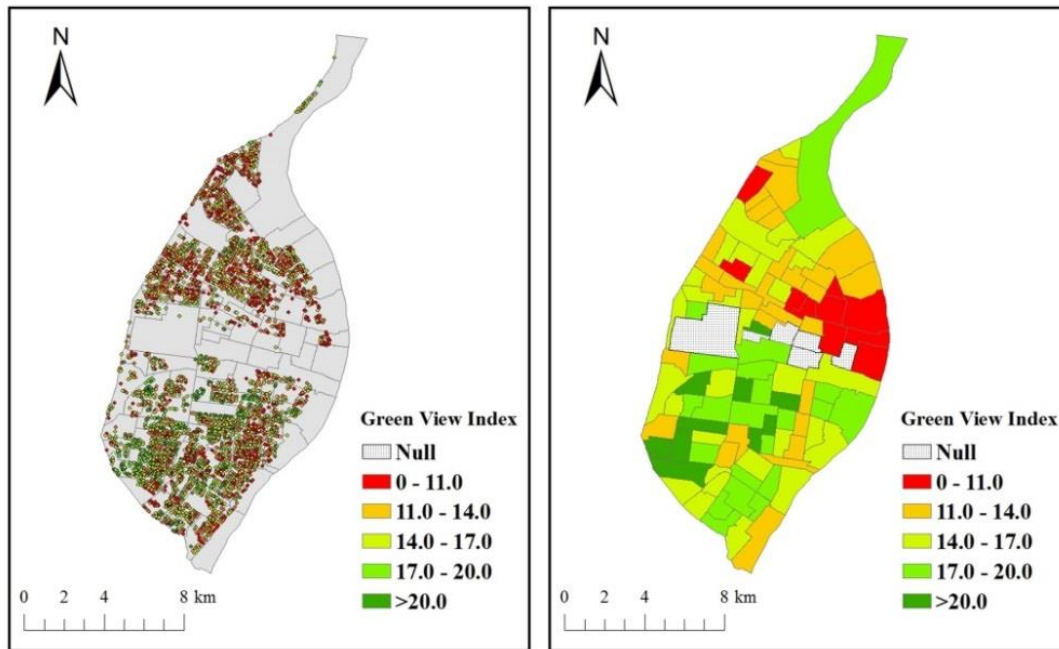 N
Green View Index
Null
0 - 11.0
11.0 - 14.0
14.0 - 17.0
17.0 - 20.0
>20.0
0 2 4 8 km
N
Green View Index
Null
0 - 11.0
11.0 - 14.0
14.0 - 17.0
17.0 - 20.0
>20.0
0 2 4 8 km